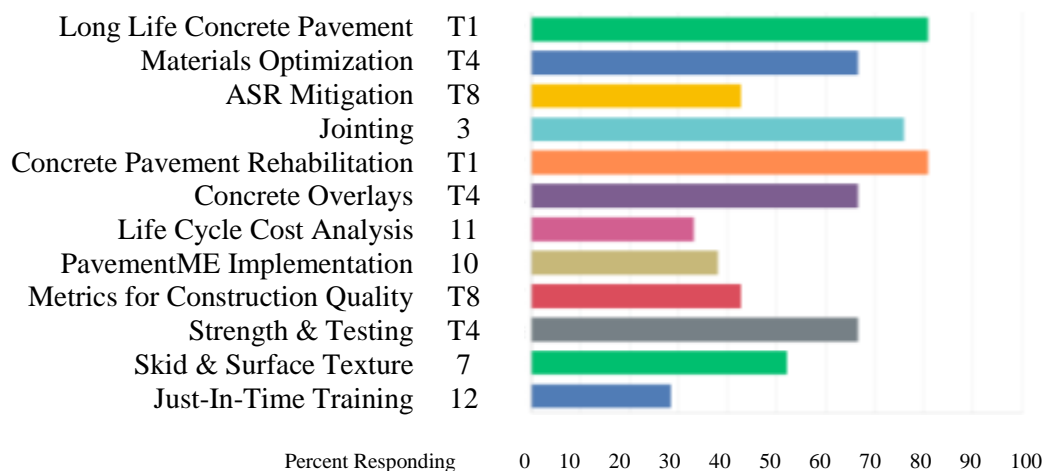 Long Life Concrete Pavement T1
Materials Optimization T4
ASR Mitigation T8
Jointing 3
Concrete Pavement Rehabilitation T1
Concrete Overlays T4
Life Cycle Cost Analysis 11
PavementME Implementation 10
Metrics for Construction Quality T8
Strength & Testing T4
Skid & Surface Texture 7
Just-In-Time Training 12
Percent Responding 0 10 20 30 40 50 60 70 80 90 100